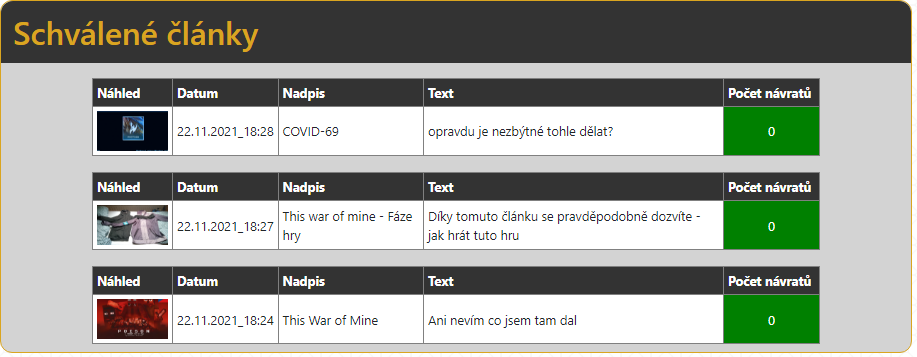 Schválené články
Náhled Datum Nadpis Text Počet návratů
22.11.2021_18:28 COVID-69 opravdu je nezbýtné tohle dělat? 0
Náhled Datum Nadpis Text Počet návratů
22.11.2021_18:27 This war of mine - Fáze hry Díky tomuto článku se pravděpodobně dozvíte - jak hrát tuto hru 0
Náhled Datum Nadpis Text Počet návratů
22.11.2021_18:24 This War of Mine Ani nevím co jsem tam dal 0